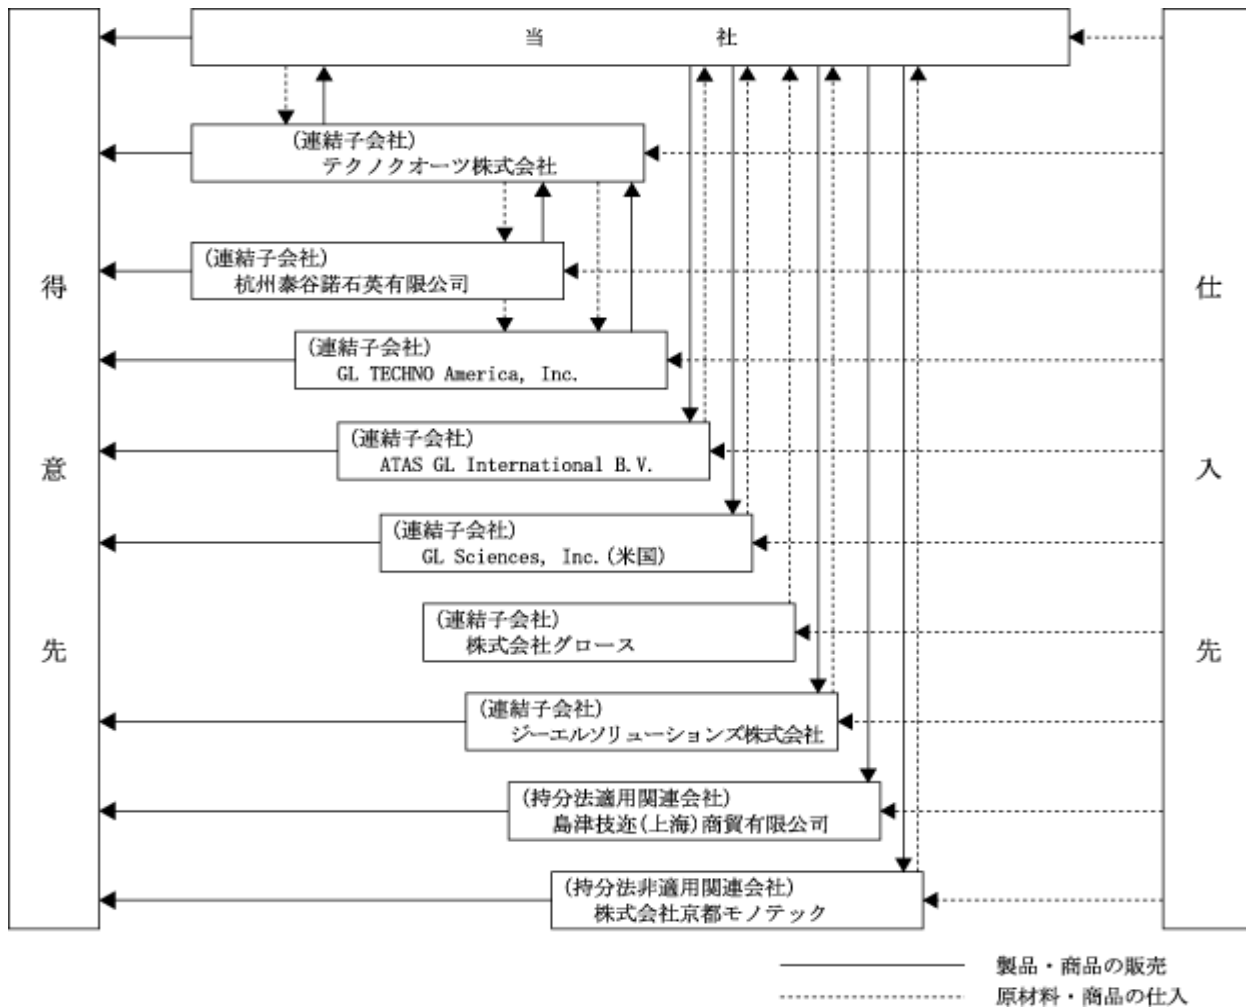 当社
(連結子会社)
テクノクオーツ株式会社
(連結子会社)
杭州泰谷諾石英有限公司
(連結子会社)
GL TECHNO America, Inc.
(連結子会社)
ATAS GL International B.V.
(連結子会社)
GL Sciences, Inc.(米国)
(連結子会社)
株式会社グロース
(連結子会社)
ジーエルソリューションズ株式会社
(持分法適用関連会社)
島津技迩(上海)商貿有限公司
(持分法非適用関連会社)
株式会社京都モノテック
得意先
仕入先
製品・商品の販売
原材料・商品の仕入